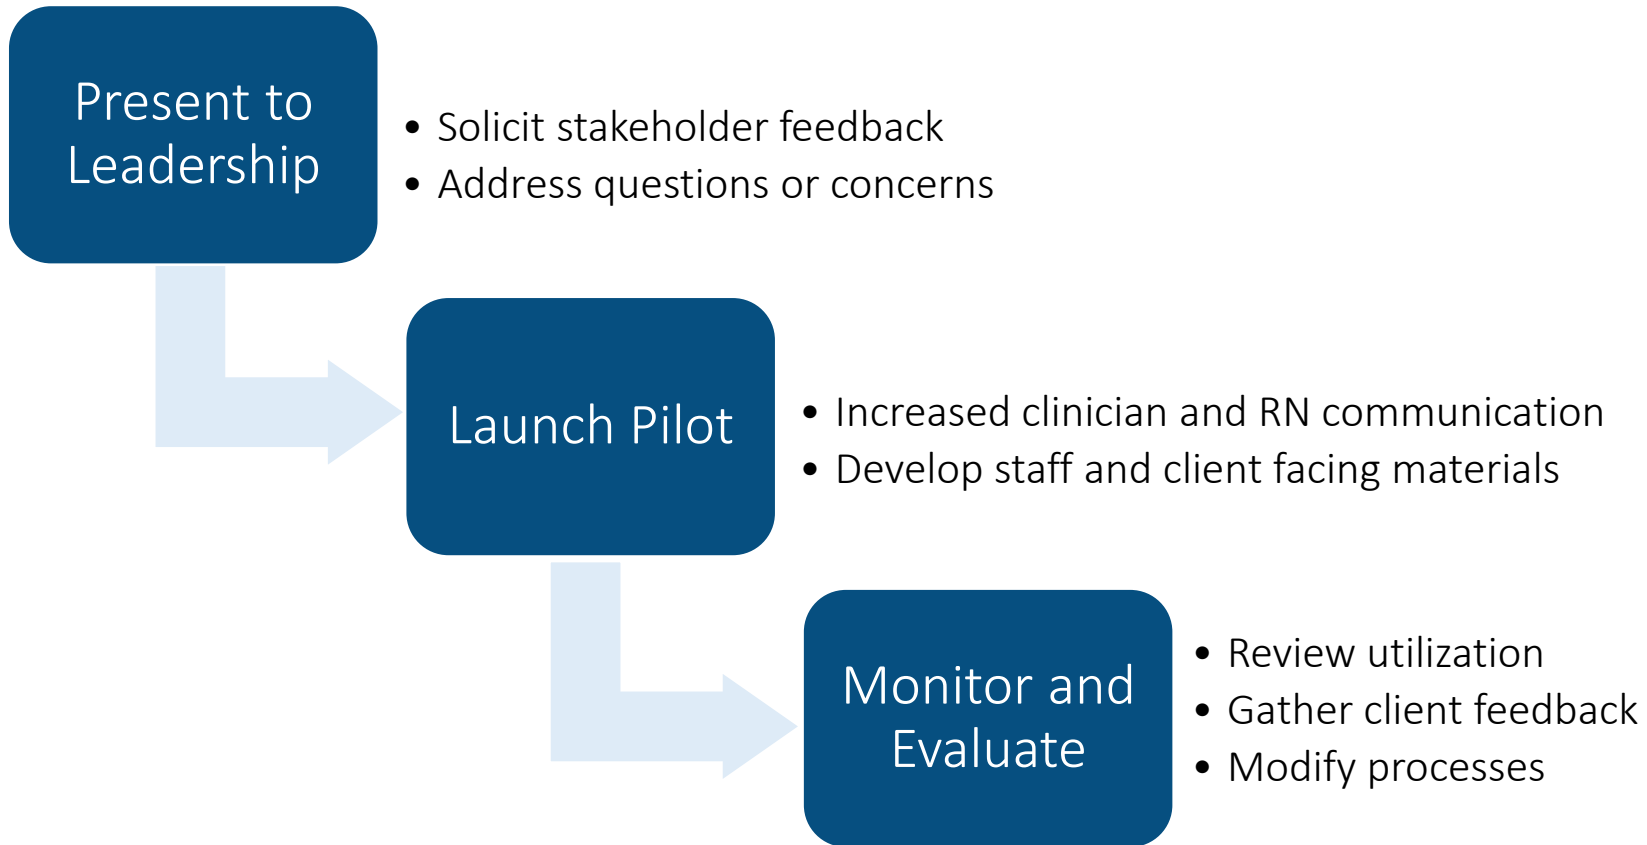 Present to
Leadership
• Solicit stakeholder feedback
• Address questions or concerns
Launch Pilot
• Increased clinician and RN communication
• Develop staff and client facing materials
Monitor and
Evaluate
• Review utilization
• Gather client feedback
• Modify processes